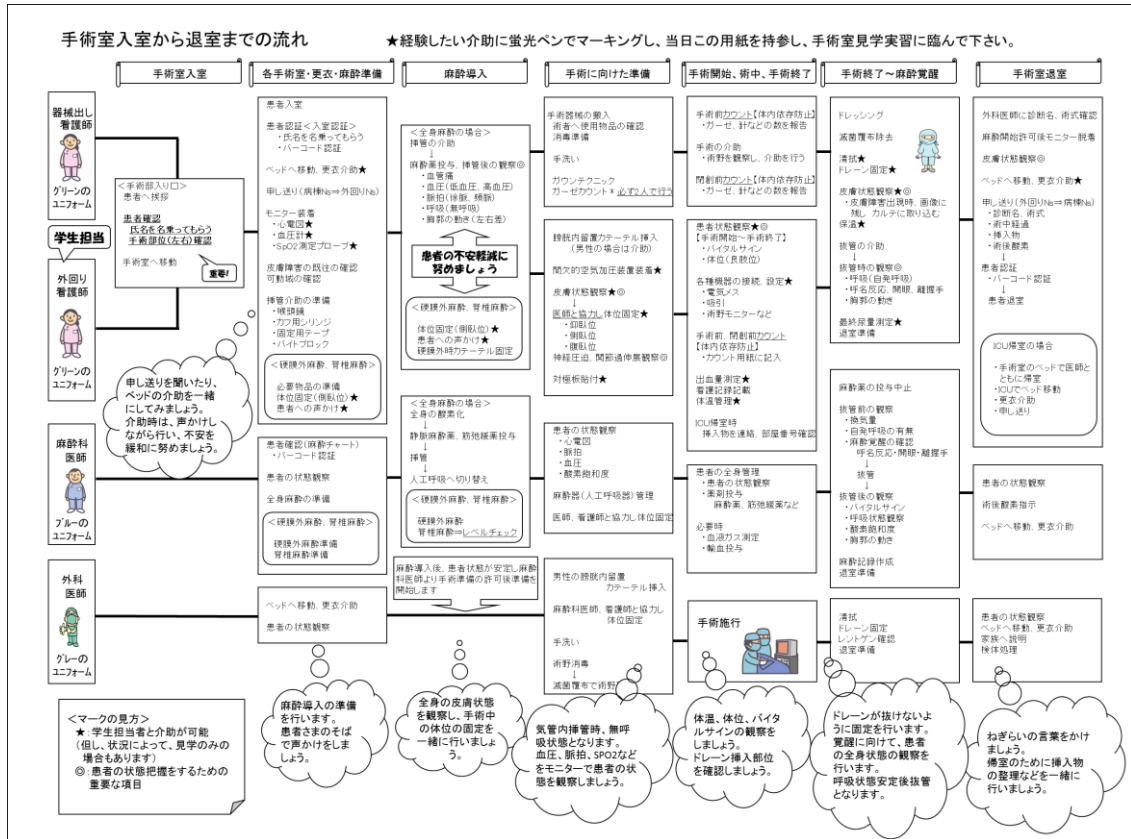 手術室入室から退室までの流れ
★経験したい介助に蛍光ペンでマーキングし、当日この用紙を持参し、手術室見学実習に臨んで下さい。
手術室入室
各手術室・更衣・麻酔準備
麻酔導入
手術に向けた準備
手術開始、術中、手術終了
手術終了～麻酔覚醒
手術室退室
器械出し
看護師
グリーンの
ユニフォーム
学生担当
外回り
看護師
グリーンの
ユニフォーム
麻酔科
医師
ブルーの
ユニフォーム
外科
医師
グレーの
ユニフォーム
＜手術部入り口＞
患者へ挨拶
患者確認
氏名を名乗ってもらう
手術部位(左右)確認
手術室へ移動
重要!
患者入室
患者認証＜入室認証＞
・氏名を名乗ってもらう
・バーコード認証
ベッドへ移動、更衣介助★
申し送り(病棟Ns⇒外回りNs)
モニター装着
・心電図★
・血圧計★
・SpO2測定プローブ★
皮膚障害の既往の確認
可動域の確認
挿管介助の準備
・喉頭鏡
・カフ用シリンジ
・固定用テープ
・バイトブロック
＜硬膜外麻酔、脊椎麻酔＞
必要物品の準備
体位固定(側臥位)★
患者への声かけ★
＜全身麻酔の場合＞
挿管の介助
↓
麻酔薬投与、挿管後の観察◎
・血管痛
・血圧(低血圧、高血圧)
・脈拍(徐脈、頻脈)
・呼吸(無呼吸)
・胸郭の動き(左右差)
患者の不安軽減に
努めましょう
＜硬膜外麻酔、脊椎麻酔＞
体位固定(側臥位)★
患者への声かけ★
硬膜外時カテーテル固定
手術器械の搬入
術者へ使用物品の確認
消毒準備
手洗い
ガウンテクニック
ガーゼカウント＊必ず2人で行う
膀胱内留置カテーテル挿入
(男性の場合は介助)
間欠的空気加圧装置装着★
皮膚状態観察★◎
↓
医師と協力し体位固定★
・仰臥位
・側臥位
・腹臥位
神経圧迫、関節過伸展観察◎
対極板貼付★
手術前カウント【体内依存防止】
・ガーゼ、針などの数を報告
手術の介助
・術野を観察し、介助を行う
閉創前カウント【体内依存防止】
・ガーゼ、針などの数を報告
患者状態観察★◎
【手術開始～手術終了】
・バイタルサイン
・体位(良肢位)
各種機器の接続、設定★
・電気メス
・吸引
・術野モニターなど
手術前、閉創前カウント
【体内依存防止】
・カウント用紙に記入
出血量測定★
看護記録記載
体温管理★
ICU帰室時
挿入物を連絡、部屋番号確認
ドレッシング
滅菌覆布除去
清拭★
ドレーン固定★
皮膚状態観察★◎
・皮膚障害出現時、画像に
残し カルテに取り込む
保温★
抜管の介助
抜管時の観察◎
・呼吸(自発呼吸)
・呼名反応、開眼、離握手
・胸郭の動き
最終尿量測定★
退室準備
外科医師に診断名、術式確認
麻酔開始許可後モニター脱着
皮膚状態観察◎
ベッドへ移動、更衣介助★
申し送り(外回りNs⇒病棟Ns)
・診断名、術式
・術中経過
・挿入物
・術後酸素
患者認証
・バーコード認証
↓
患者退室
ICU帰室の場合
・手術室のベッドで医師と
ともに帰室
・ICUでベッド移動
・更衣介助
・申し送り
申し送りを聞いたり、
ベッドの介助を一緒
にしてみましょう。
介助時は、声かけし
ながら行い、不安を
緩和に努めましょう。
患者確認(麻酔チャート)
・バーコード認証
患者の状態観察
全身麻酔の準備
＜硬膜外麻酔、脊椎麻酔＞
硬膜外麻酔準備
脊椎麻酔準備
＜全身麻酔の場合＞
全身の酸素化
↓
静脈麻酔薬、筋弛緩薬投与
↓
挿管
↓
人工呼吸へ切り替え
＜硬膜外麻酔、脊椎麻酔＞
硬膜外麻酔
脊椎麻酔⇒レベルチェック
患者の状態観察
・心電図
・脈拍
・血圧
・酸素飽和度
麻酔器(人工呼吸器)管理
医師、看護師と協力し体位固定
患者の全身管理
・患者の状態観察
・薬剤投与
麻酔薬、筋弛緩薬など
必要時
・血液ガス測定
・輸血投与
麻酔薬の投与中止
抜管前の観察
・換気量
・自発呼吸の有無
・麻酔覚醒の確認
呼名反応・開眼・離握手
↓
抜管
↓
抜管後の観察
・バイタルサイン
・呼吸状態観察
・酸素飽和度
・胸郭の動き
麻酔記録作成
退室準備
患者の状態観察
術後酸素指示
ベッドへ移動、更衣介助
ベッドへ移動、更衣介助
患者の状態観察
麻酔導入後、患者状態が安定し麻酔
科医師より手術準備の許可後準備を
開始します
男性の膀胱内留置
カテーテル挿入
麻酔科医師、看護師と協力し
体位固定
手洗い
術野消毒
↓
滅菌覆布で術野
手術施行
清拭
ドレーン固定
レントゲン確認
退室準備
患者の状態観察
ベッドへ移動、更衣介助
家族へ説明
検体処理
＜マークの見方＞
★：学生担当者と介助が可能
（但し、状況によって、見学のみの
場合もあります）
◎：患者の状態把握をするための
重要な項目
麻酔導入の準備
を行います。
患者さまのそば
で声かけをしま
しょう。
全身の皮膚状態
を観察し、手術中
の体位の固定を
一緒に行いましょ
う。
気管内挿管時、無呼
吸状態となります。
血圧、脈拍、SPO2など
をモニターで患者の状
態を観察しましょう。
体温、体位、バイタ
ルサインの観察を
しましょう。
ドレーン挿入部位
を確認しましょう。
ドレーンが抜けないよ
うに固定を行います。
覚醒に向けて、患者
の全身状態の観察を
行います。
呼吸状態安定後抜管
となります。
ねぎらいの言葉をかけ
ましょう。
帰室のために挿入物
の整理などを一緒に
行いましょう。